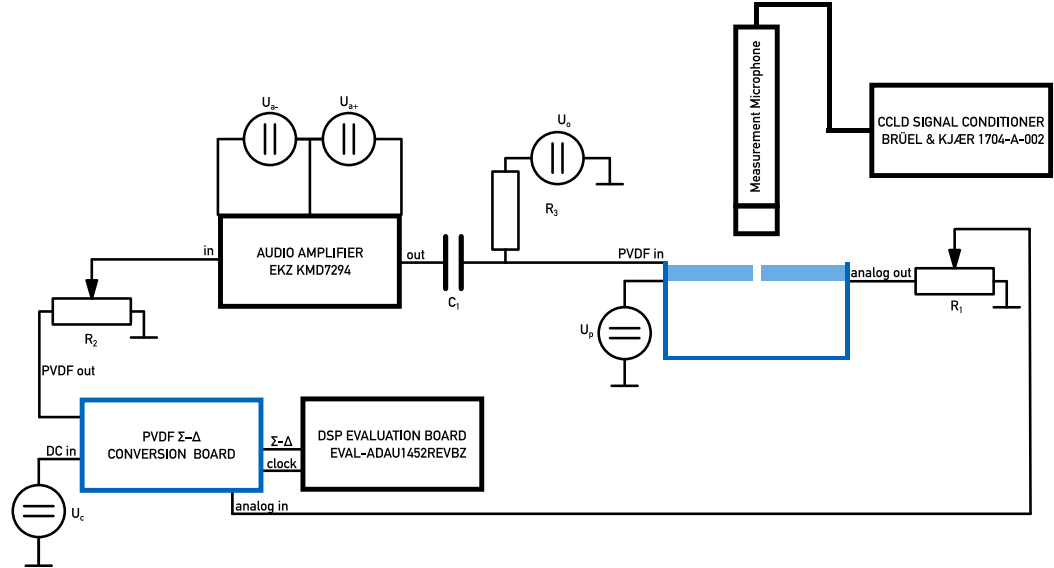 Measurement Microphone
CCLD SIGNAL CONDITIONER
BRÜEL & KJÆR 1704-A-002
Ua-
Ua+
Uo
R3
in
AUDIO AMPLIFIER
EKZ KMD7294
out
C1
PVDF in
analog out
R1
Up
R2
PVDF out
PVDF Σ-Δ
CONVERSION BOARD
Σ-Δ
clock
DSP EVALUATION BOARD
EVAL-ADAU1452REVBZ
DC in
Uc
analog in